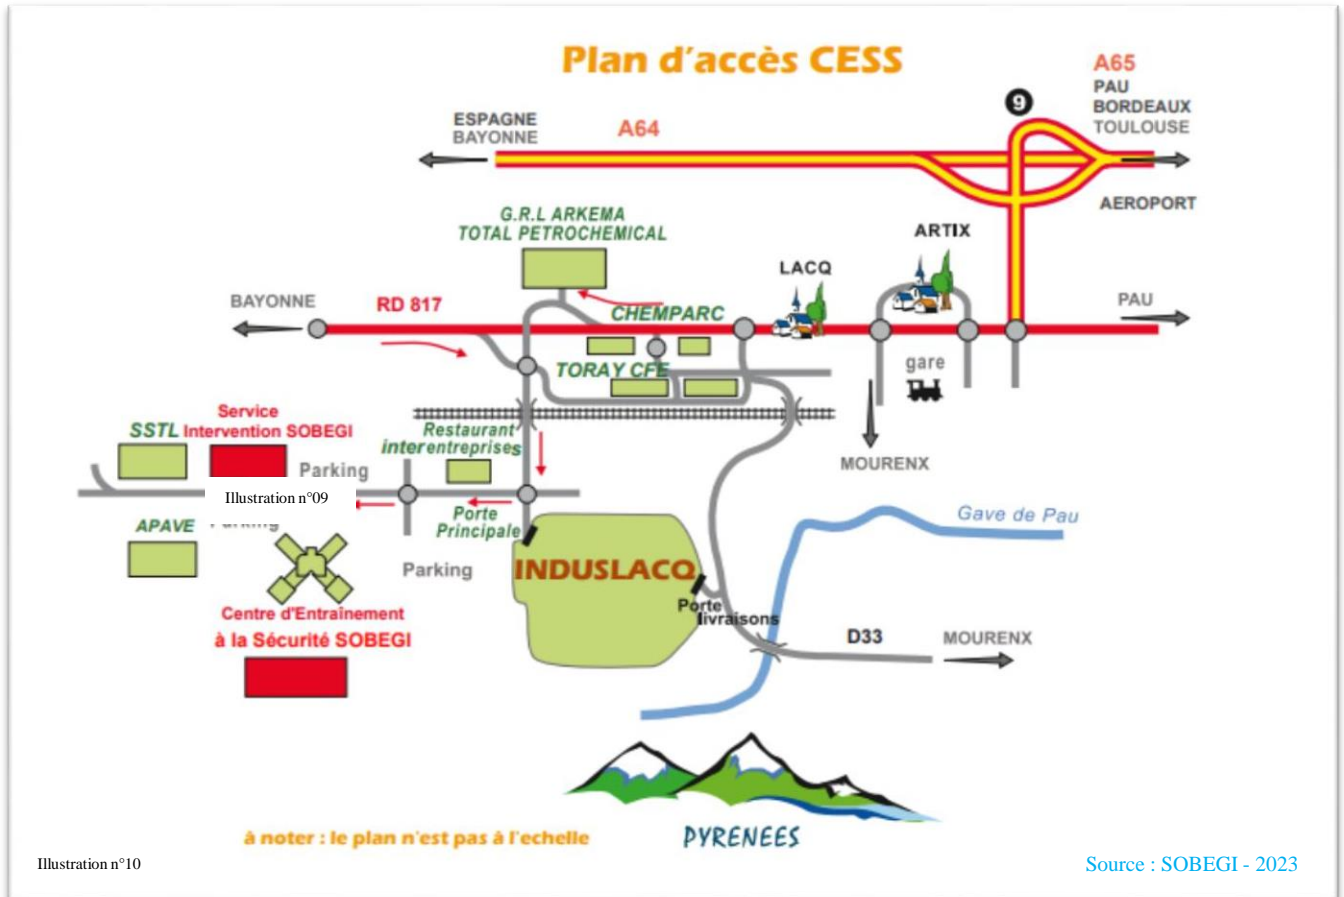 Plan d'accès CESS
A65
PAU
BORDEAUX
TOULOUSE
9
ESPAGNE
BAYONNE
A64
AEROPORT
G.R.L ARKEMA
TOTAL PETROCHEMICAL
ARTIX
LACQ
BAYONNE
RD 817
CHEMPARC
PAU
gare
TORAY CFE
Service
Intervention SOBEGI
SSTL
Restaurant
interentreprises
Parking
MOURENX
Illustration n°09
Parking
APAVE
Porte
Principale
Gave de Pau
Parking
INDUSLACQ
Porte
livraisons
Centre d'Entraînement
à la Sécurité SOBEGI
D33
MOURENX
à noter : le plan n'est pas à l'echelle
PYRENEES
Illustration n°10
Source : SOBEGI - 2023